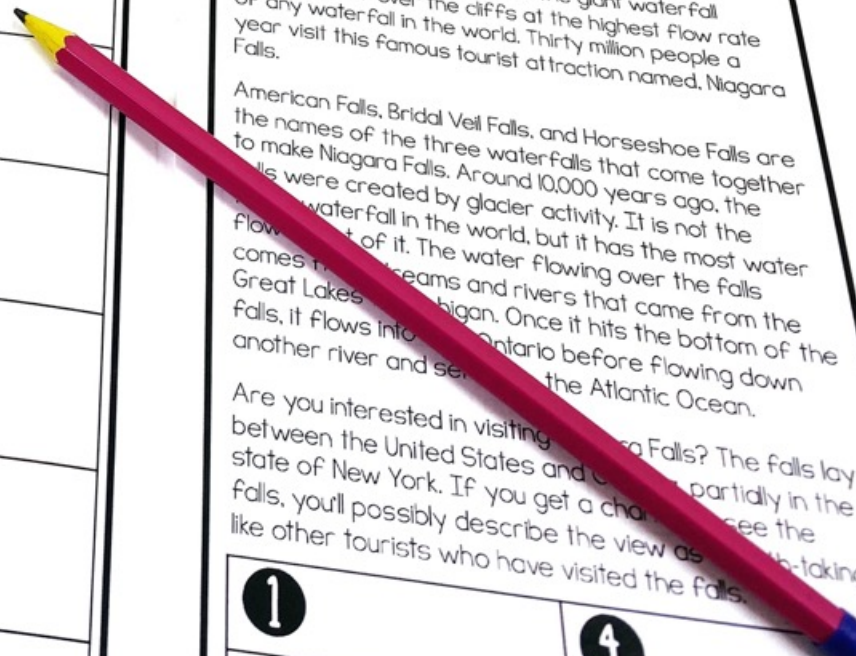 giant waterfall
the cliffs at the highest flow rate
of any waterfall in the world. Thirty million people a
year visit this famous tourist attraction named, Niagara
Falls.
American Falls, Bridal Veil Falls, and Horseshoe Falls are
the names of the three waterfalls that come together
to make Niagara Falls. Around 10,000 years ago, the
were created by glacier activity. It is not the
waterfall in the world, but it has the most water
of it. The water flowing over the falls
comes and rivers that came from the
Great Lakes Once it hits the bottom of the
falls, it flows into Ontario before flowing down
another river and the Atlantic Ocean.
Are you interested in visiting Falls? The falls lay
between the United States and partially in the
state of New York. If you get a see the
falls, you'll possibly describe the view as
like other tourists who have visited the falls.
1
4